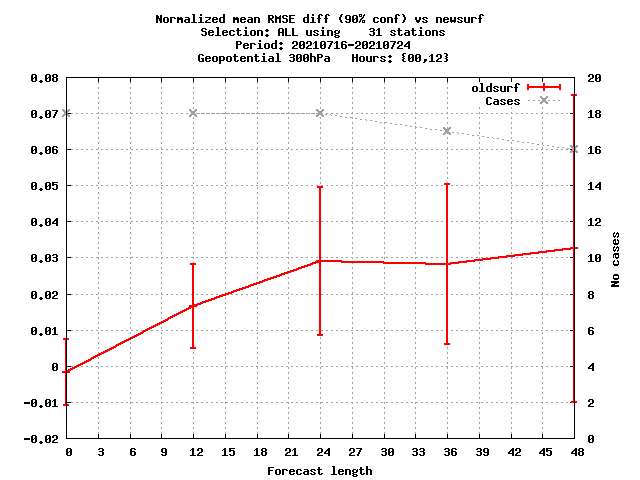 Normalized mean RMSE diff (90% conf) vs newsurf
Selection: ALL using    31 stations
Period: 20210716-20210724
Geopotential 300hPa   Hours: {00,12}
oldsurf
Cases
0.08
0.07
0.06
0.05
0.04
0.03
0.02
0.01
0
-0.01
-0.02
20
18
16
14
12
10
8
6
4
2
0
No cases
0 3 6 9 12 15 18 21 24 27 30 33 36 39 42 45 48
Forecast length